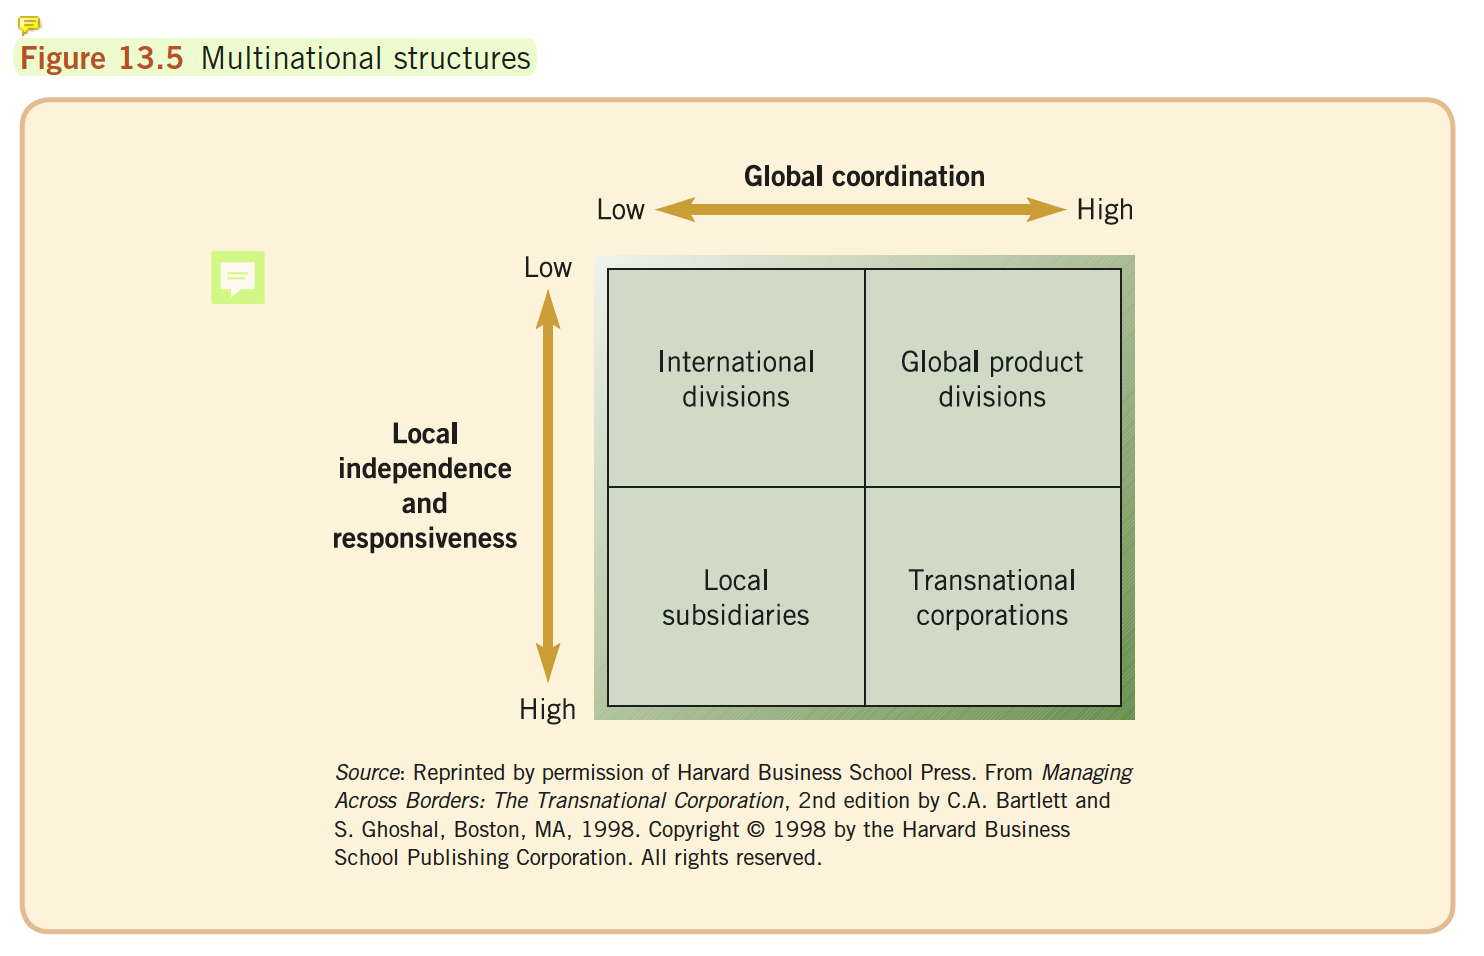 Figure 13.5 Multinational structures
Global coordination
Low
High
Low
International
divisions
Global product
divisions
Local
independence
and
responsiveness
Local
subsidiaries
Transnational
corporations
High
Source: Reprinted by permission of Harvard Business School Press. From Managing
Across Borders: The Transnational Corporation, 2nd edition by C.A. Bartlett and
S. Ghoshal, Boston, MA, 1998. Copyright © 1998 by the Harvard Business
School Publishing Corporation. All rights reserved.